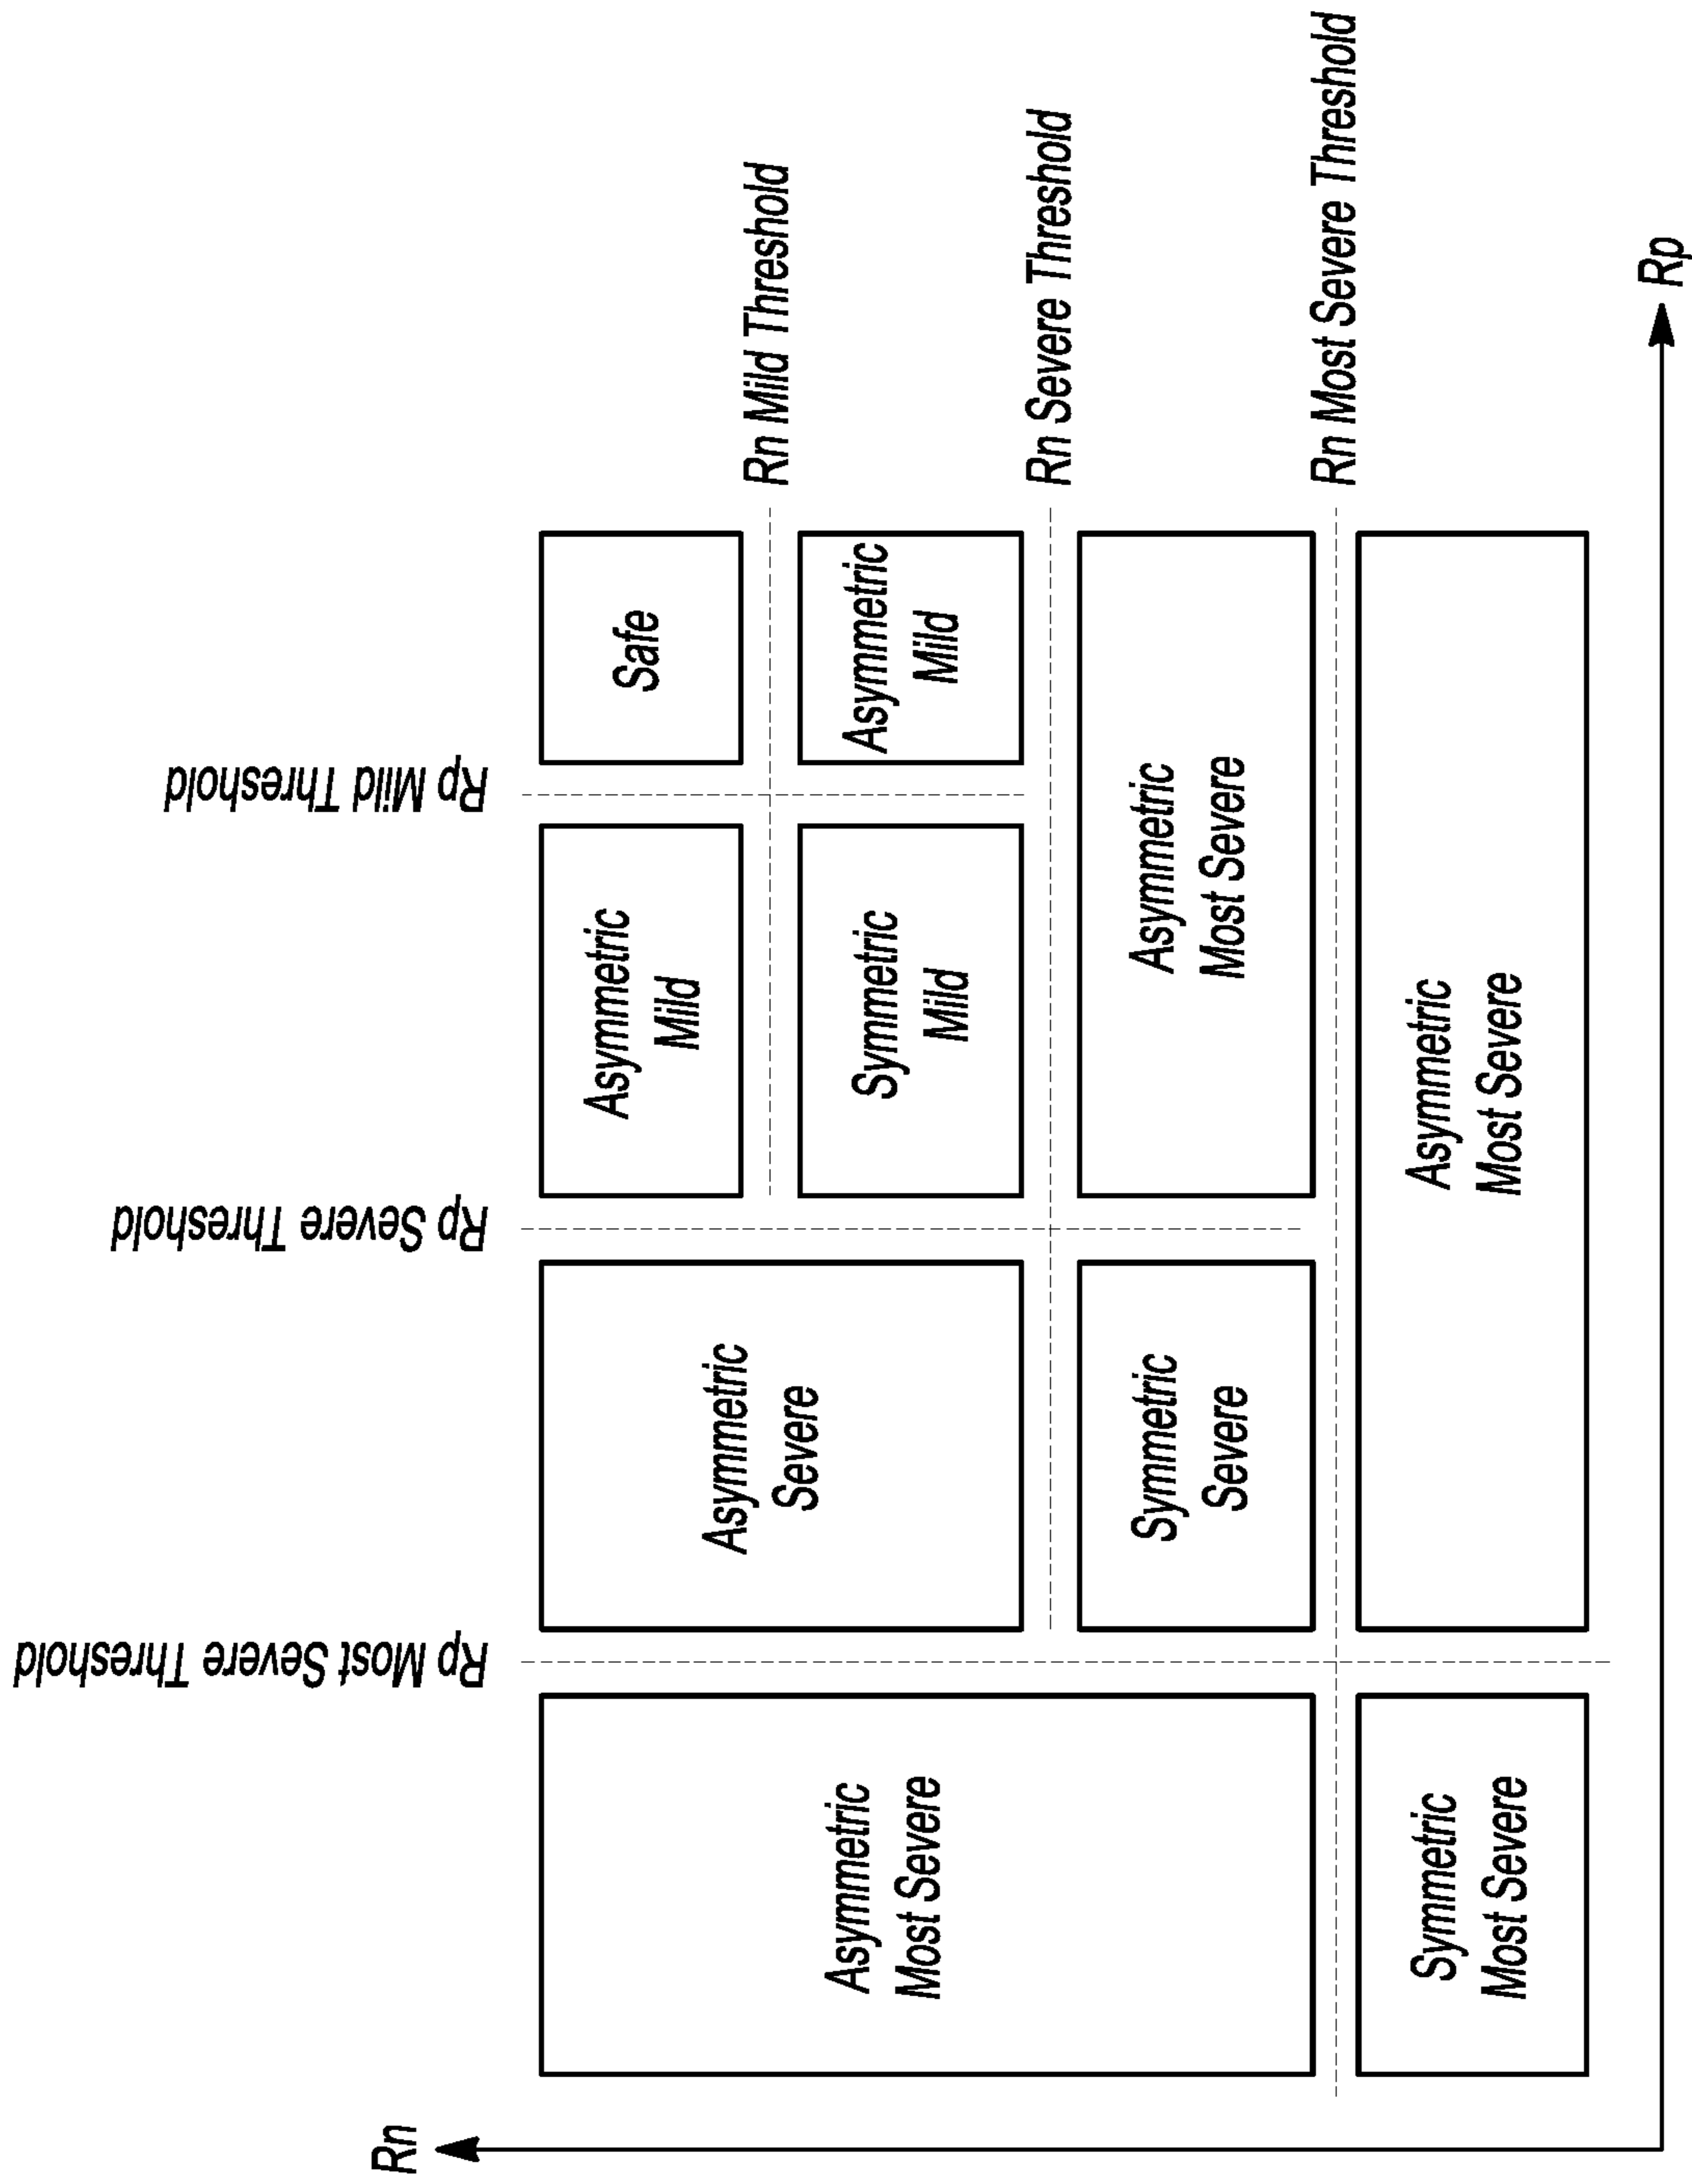 Rn
Rp Most Severe Threshold
Rp Severe Threshold
Rp Mild Threshold
Asymmetric
Most Severe
Asymmetric
Severe
Asymmetric
Mild
Safe
Rn Mild Threshold
Symmetric
Mild
Asymmetric
Mild
Rn Severe Threshold
Symmetric
Severe
Asymmetric
Most Severe
Rn Most Severe Threshold
Symmetric
Most Severe
Asymmetric
Most Severe
Rp